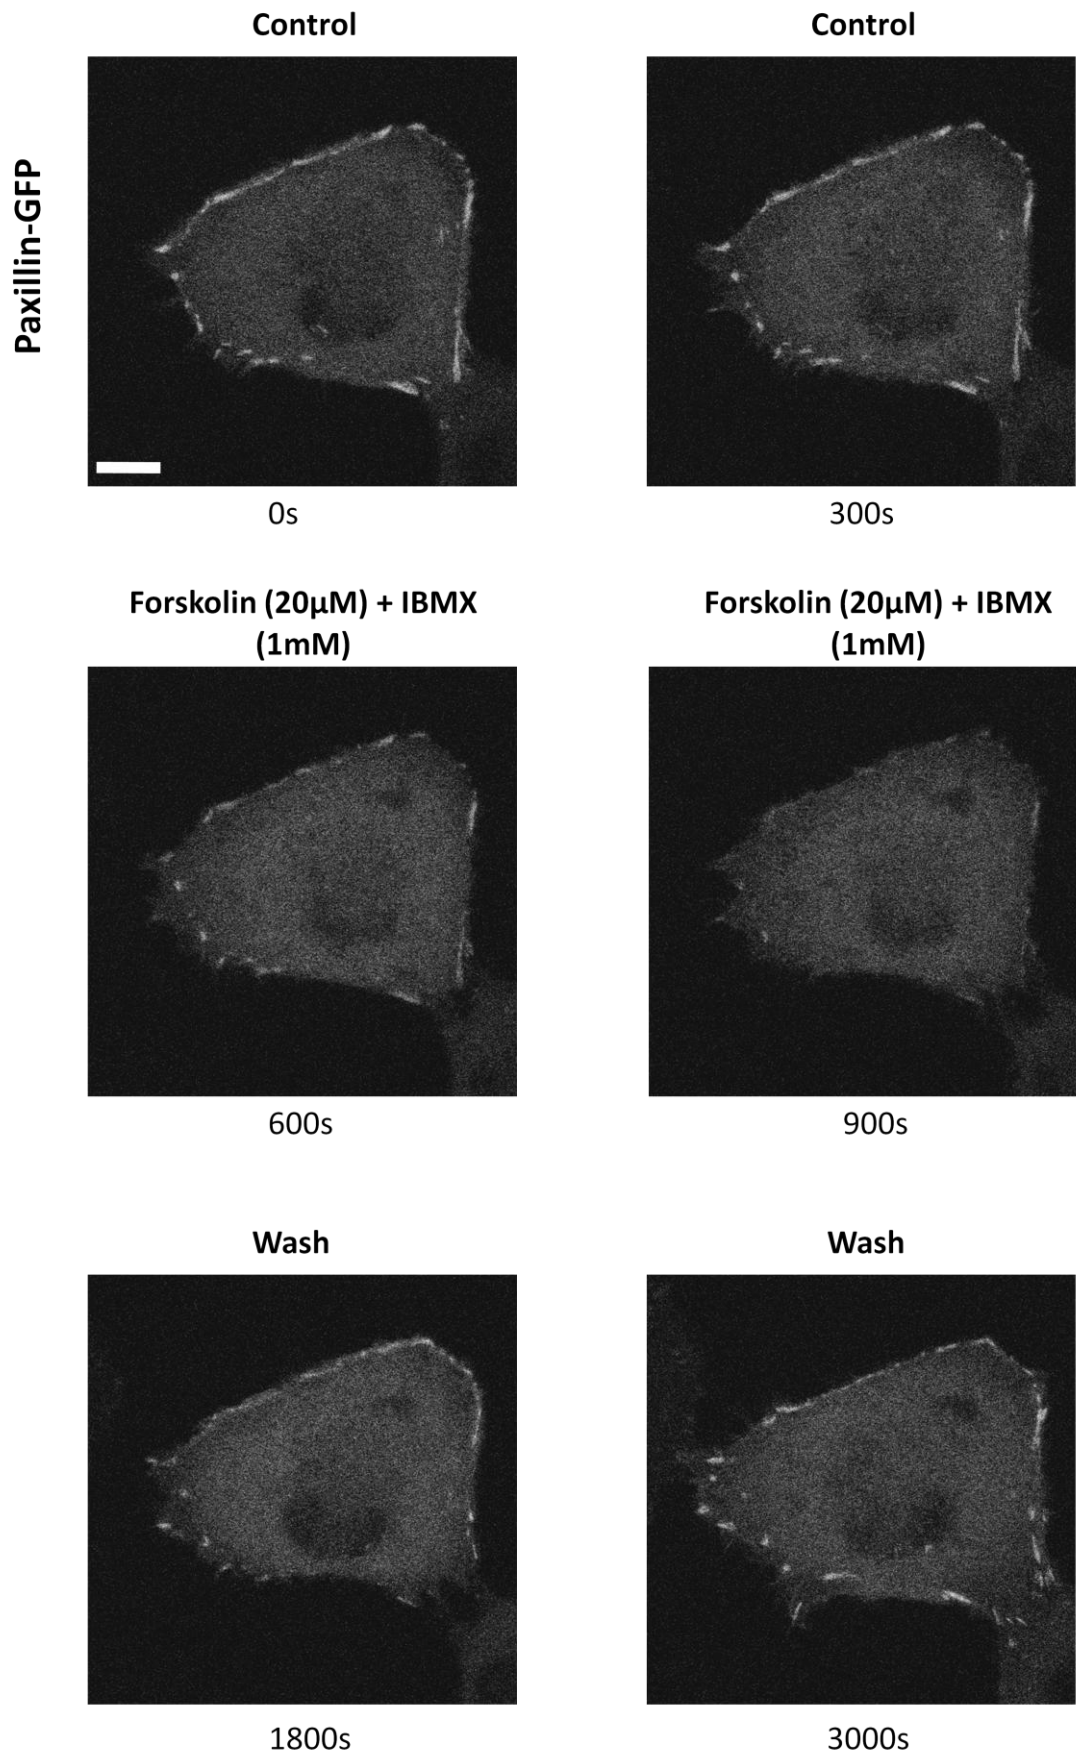 Control
Control
Paxillin-GFP
0s
300s
Forskolin (20µM) + IBMX
(1mM)
Forskolin (20µM) + IBMX
(1mM)
600s
900s
Wash
Wash
1800s
3000s